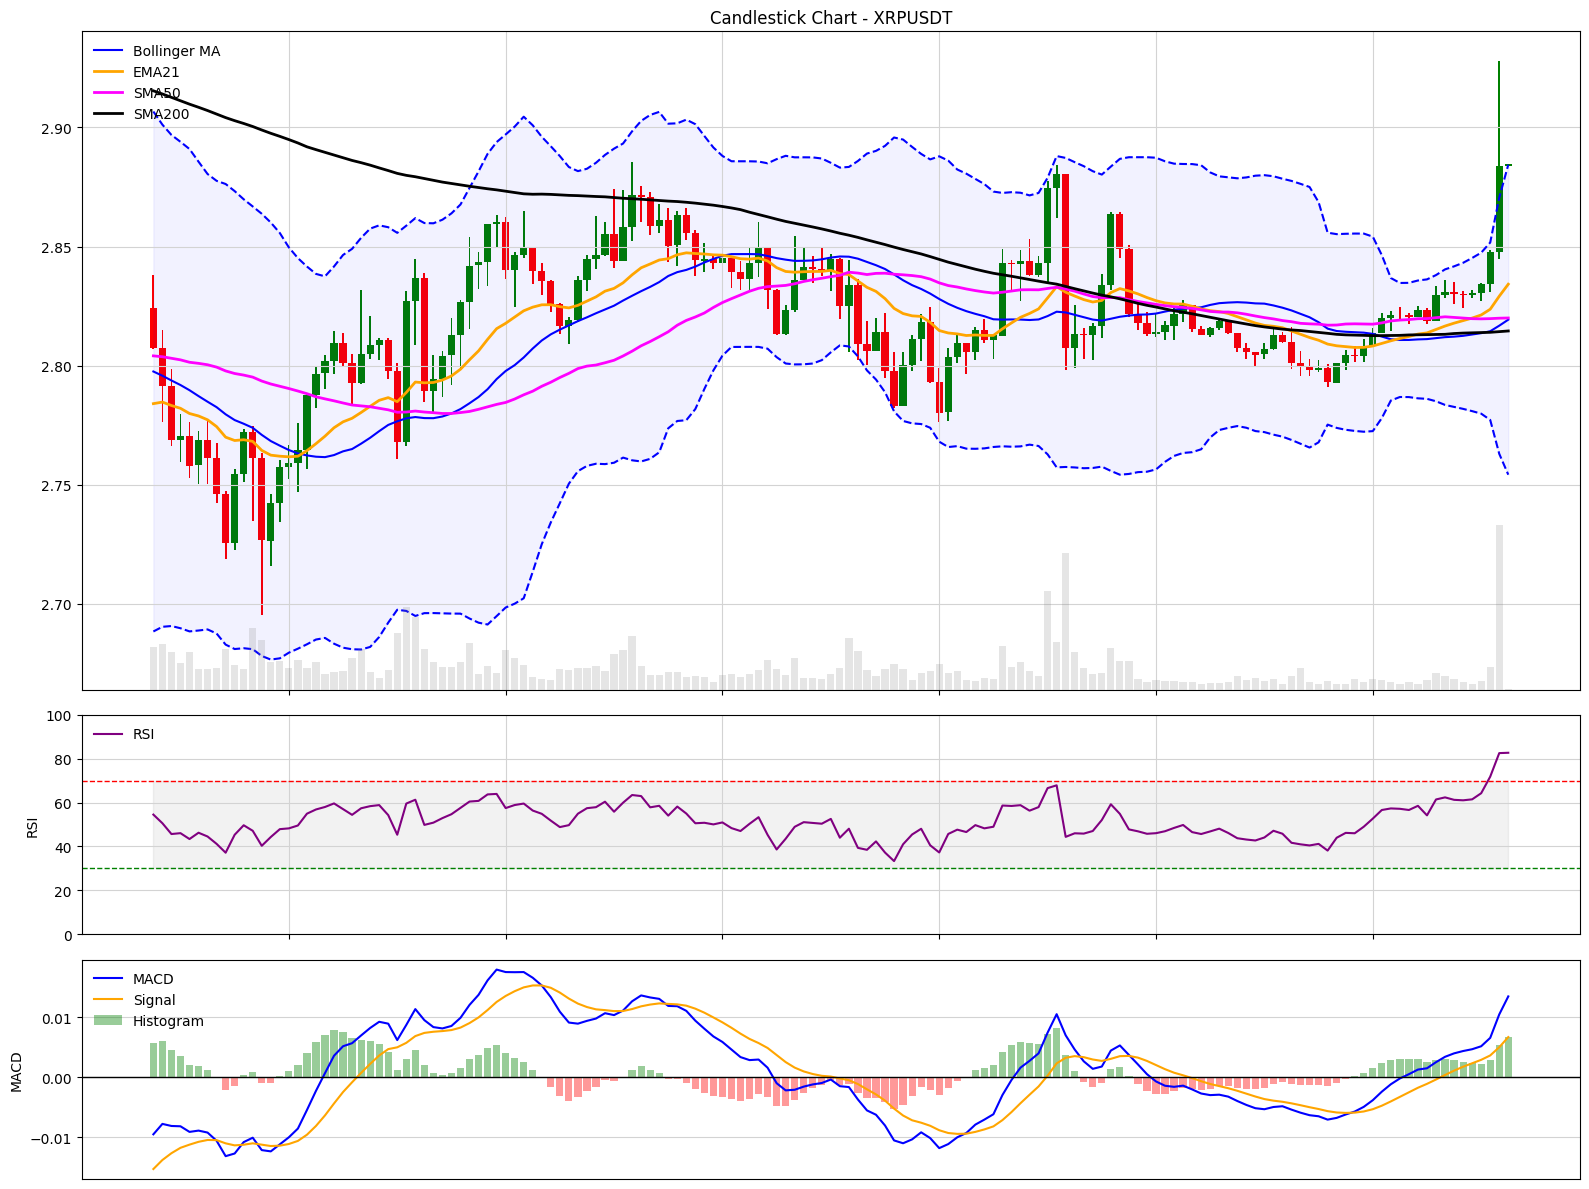 Candlestick Chart - XRPUSDT
Bollinger MA
EMA21
SMA50
SMA200
2.90
2.85
2.80
2.75
2.70
RSI
100
80
60
40
20
0
RSI
MACD
Signal
Histogram
0.01
0.00
−0.01
MACD